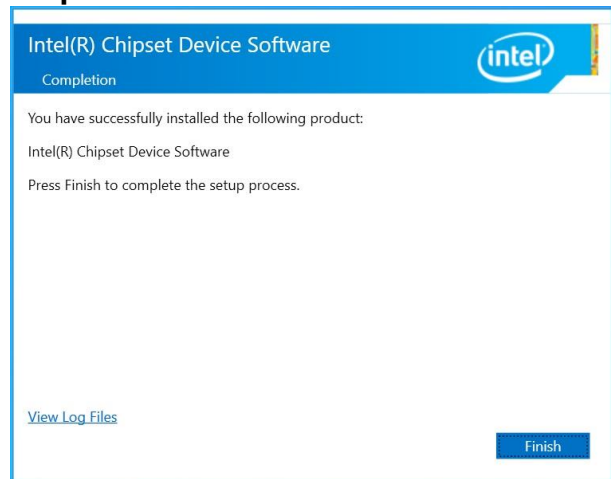 Intel(R) Chipset Device Software
intel
Completion
You have successfully installed the following product:
Intel(R) Chipset Device Software
Press Finish to complete the setup process.
View Log Files
Finish